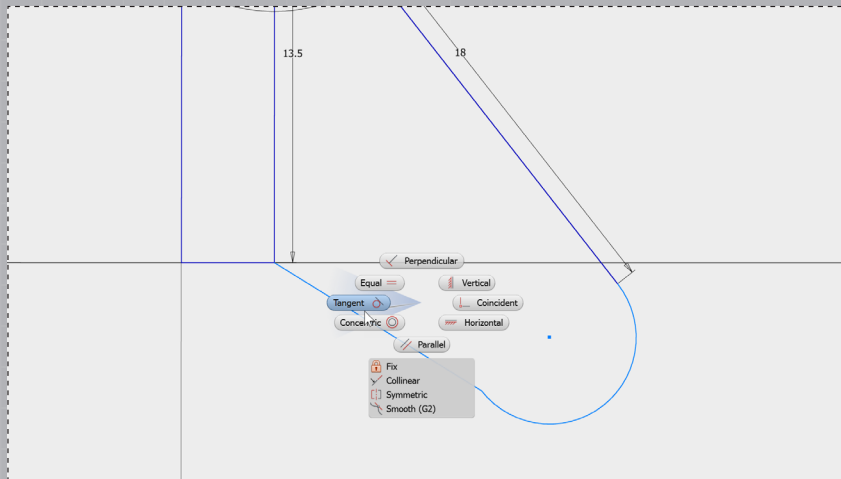 13.5
18
Perpendicular
Equal
Vertical
Tangent
Coincident
Concentric
Horizontal
Parallel
Fix
Collinear
Symmetric
Smooth (G2)